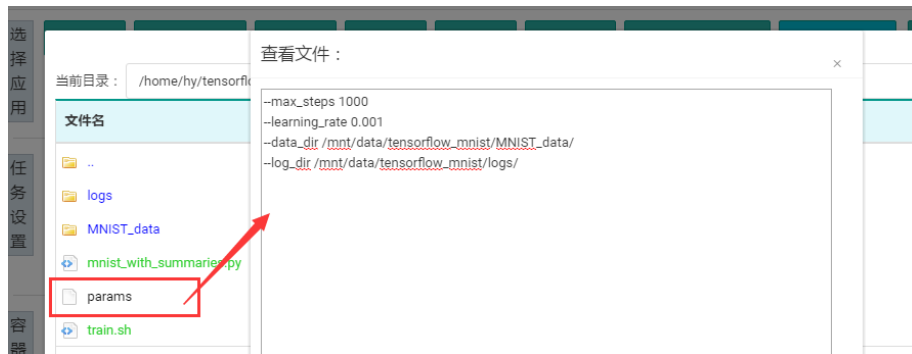 选择应用
任务设置
容器
当前目录： /home/hy/tensorflo
文件名
..
logs
MNIST_data
mnist_with_summaries.py
params
train.sh
查看文件：
×
--max_steps 1000
--learning_rate 0.001
--data_dir /mnt/data/tensorflow_mnist/MNIST_data/
--log_dir /mnt/data/tensorflow_mnist/logs/